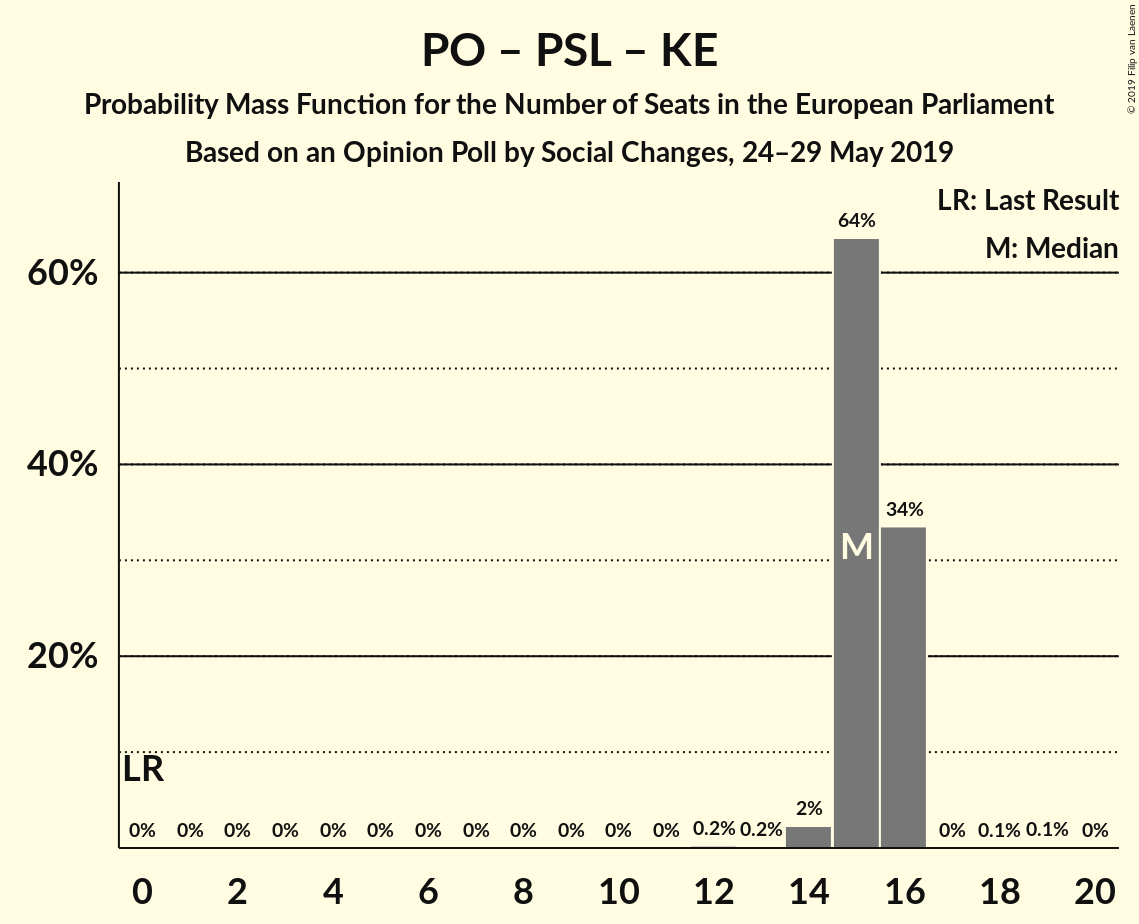 PO – PSL – KE
Probability Mass Function for the Number of Seats in the European Parliament
Based on an Opinion Poll by Social Changes, 24–29 May 2019
© 2019 Filip van Laenen
LR: Last Result
M: Median
64%
60%
40%
34%
M
20%
LR
2%
0% 0% 0% 0% 0% 0% 0% 0% 0% 0% 0% 0% 0.2% 0.2% 0% 0.1% 0.1% 0%
0 2 4 6 8 10 12 14 16 18 20